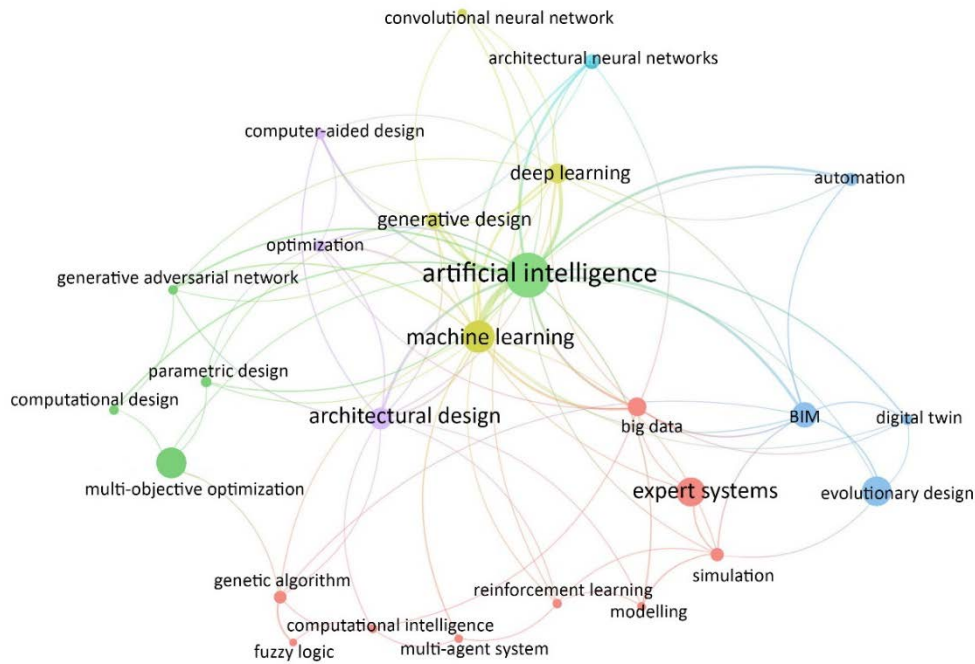 convolutional neural network
architectural neural networks
computer-aided design
deep learning
automation
generative design
optimization
artificial intelligence
generative adversarial network
machine learning
parametric design
computational design
architectural design
big data
BIM
digital twin
multi-objective optimization
expert systems
evolutionary design
genetic algorithm
simulation
reinforcement learning
modelling
computational intelligence
fuzzy logic
multi-agent system